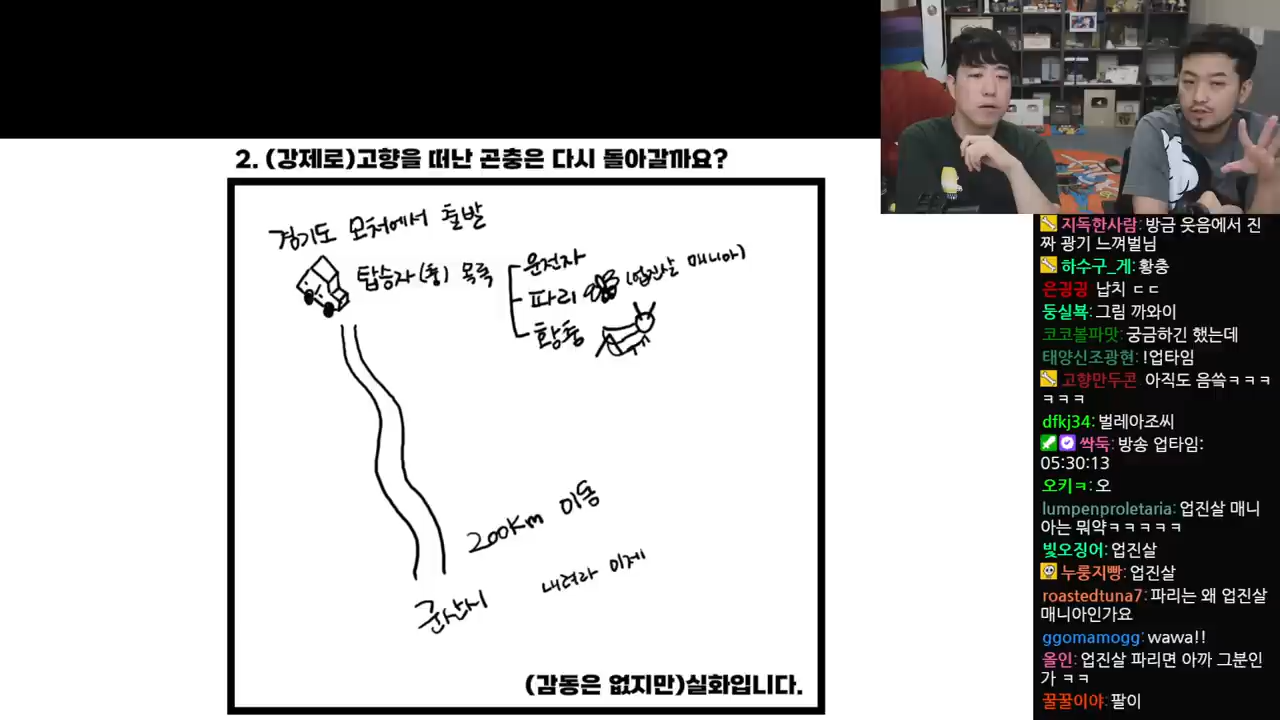 2. (강제로)고향을 떠난 곤충은 다시 돌아갈까요?
경기도 모처에서 출발
탑승자(충) 목록
운전자
파리 (업진살 매니아)
황충
200km 이동
군산시
내려라 이제
(감동은 없지만)실화입니다.
지독한사람: 방금 웃음에서 진
짜 광기 느껴벌님
하수구_게: 황충
은귕귕 납치 ㄷㄷ
둥실뵥: 그림 까와이
코코볼파맛: 궁금하긴 했는데
태양신조광현: !업타임
고향만두콘: 아직도 음쓱ㅋㅋㅋ
ㅋㅋㅋ
dfkj34: 벌레아조씨
싹둑: 방송 업타임:
05:30:13
오키ㅋ: 오
lumpenproletaria: 업진살 매니
아는 뭐약ㅋㅋㅋㅋㅋ
빛오징어: 업진살
누룽지빵: 업진살
roastedtuna7: 파리는 왜 업진살
매니아인가요
ggomamogg: wawa!!
올인: 업진살 파리면 아까 그분인
가 ㅋㅋ
꿀꿀이야: 팔이